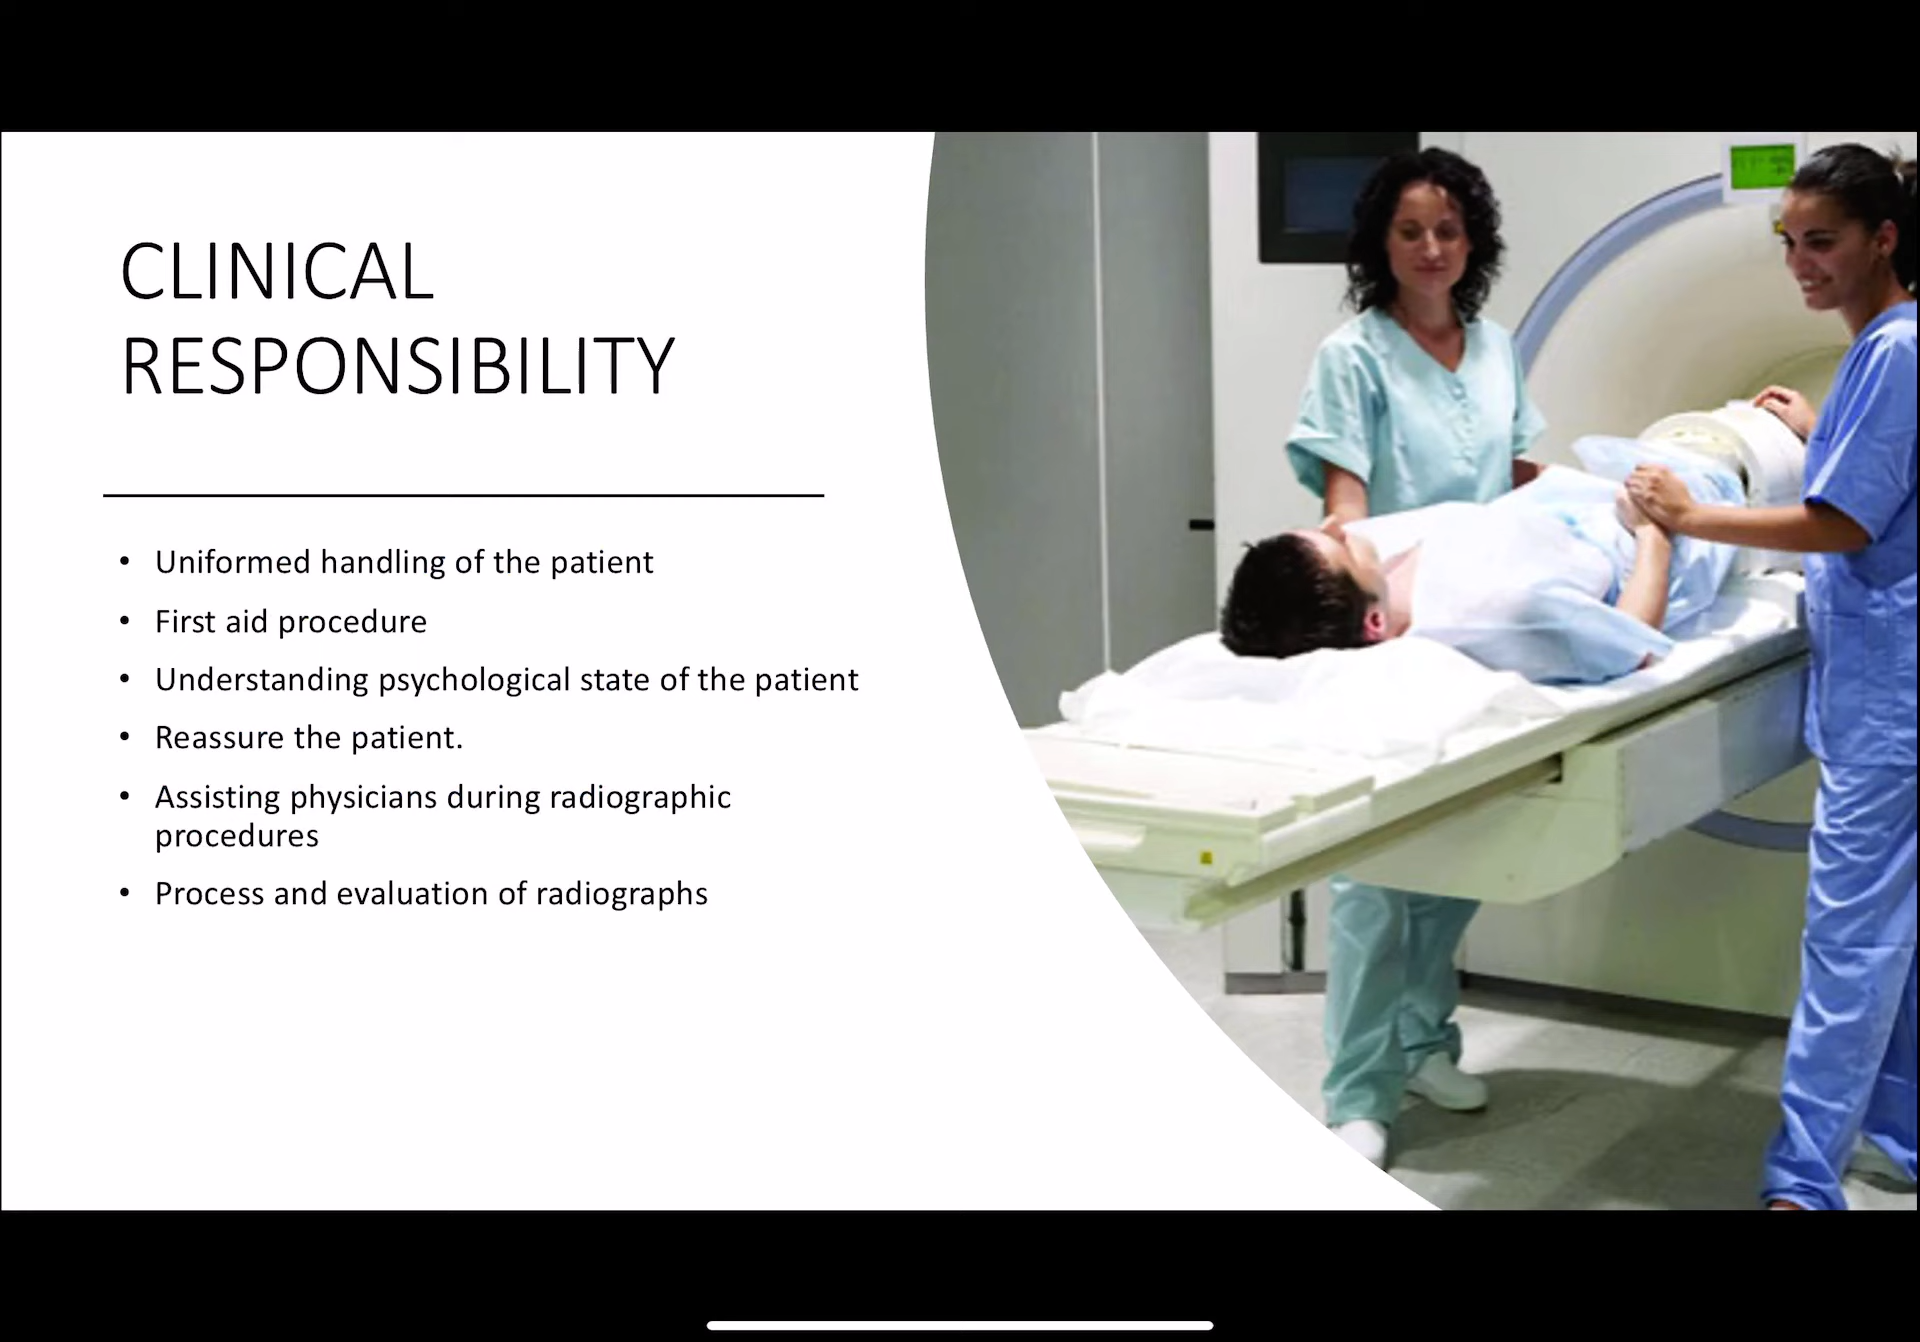 CLINICAL
RESPONSIBILITY
• Uniformed handling of the patient
• First aid procedure
• Understanding psychological state of the patient
• Reassure the patient.
• Assisting physicians during radiographic
procedures
• Process and evaluation of radiographs